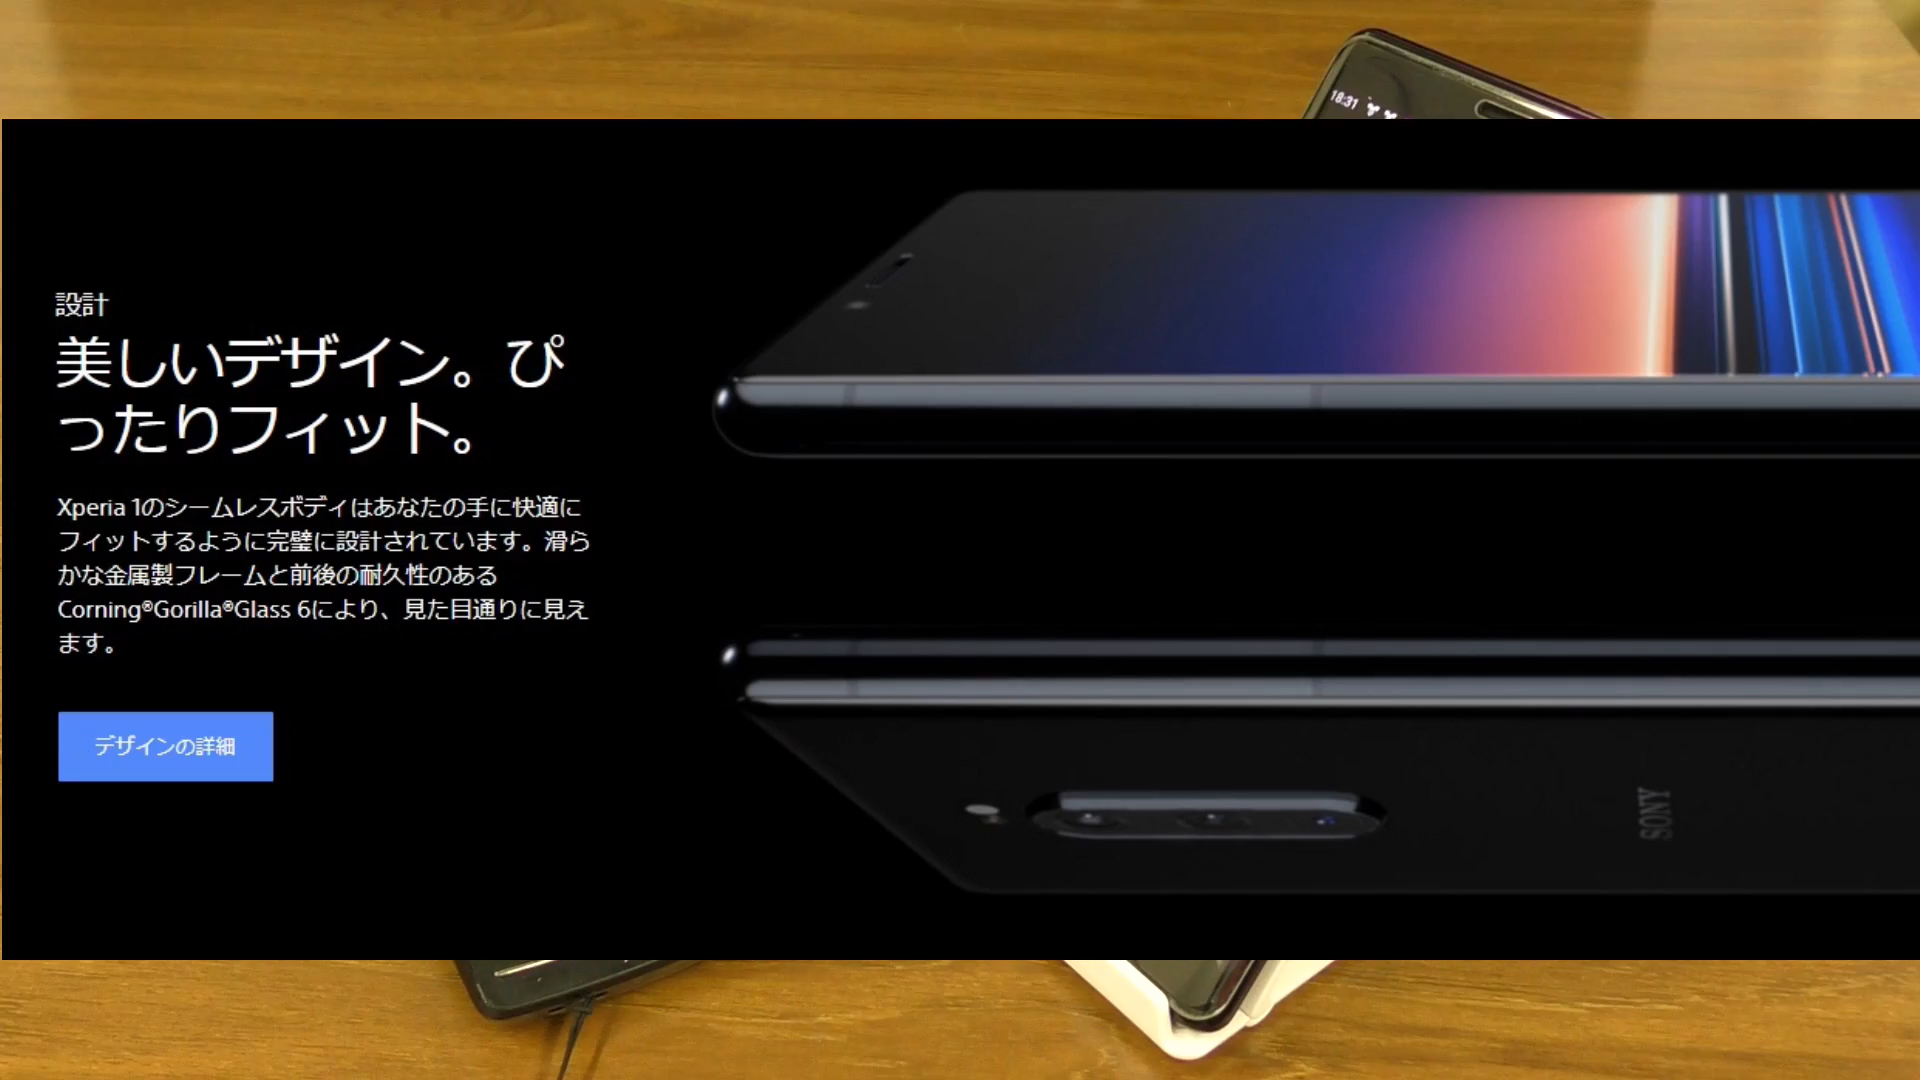 18:31
設計
美しいデザイン。ぴ
ったりフィット。
Xperia 1のシームレスボディはあなたの手に快適に
フィットするように完璧に設計されています。滑ら
かな金属製フレームと前後の耐久性のある
Corning®Gorilla®Glass 6により、見た目通りに見え
ます。
デザインの詳細
SONY